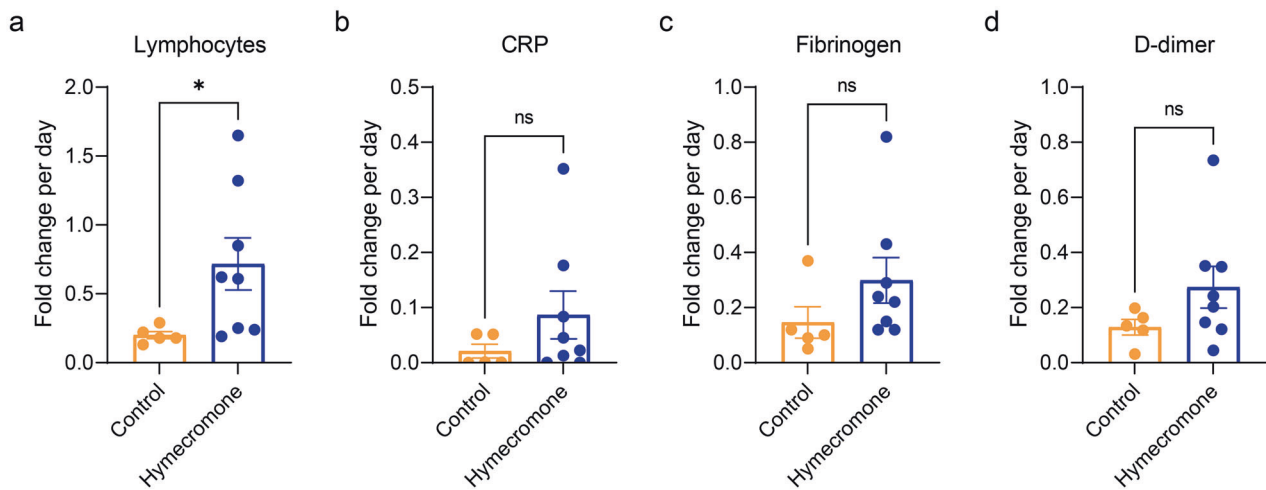 a
Lymphocytes
Fold change per day
2.0
1.5
1.0
0.5
0.0
*
Control
Hymecromone
b
CRP
Fold change per day
0.5
0.4
0.3
0.2
0.1
0.0
ns
Control
Hymecromone
c
Fibrinogen
Fold change per day
1.0
0.8
0.6
0.4
0.2
0.0
ns
Control
Hymecromone
d
D-dimer
Fold change per day
1.0
0.8
0.6
0.4
0.2
0.0
ns
Control
Hymecromone